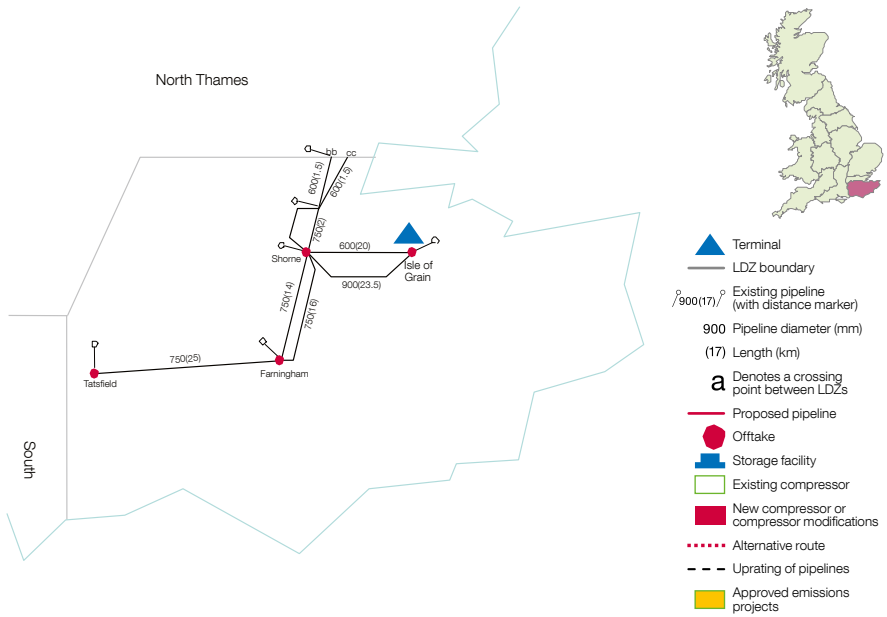 North Thames
bb cc
600(1.5)
600(1.5)
750(2)
Shorne
600(20)
Isle of
Grain
900(23.5)
750(14)
750(16)
750(25)
Tatsfield
Farningham
South
Terminal
LDZ boundary
900(17)
Existing pipeline
(with distance marker)
900 Pipeline diameter (mm)
(17) Length (km)
a Denotes a crossing
point between LDZs
Proposed pipeline
Offtake
Storage facility
Existing compressor
New compressor or
compressor modifications
Alternative route
Uprating of pipelines
Approved emissions
projects